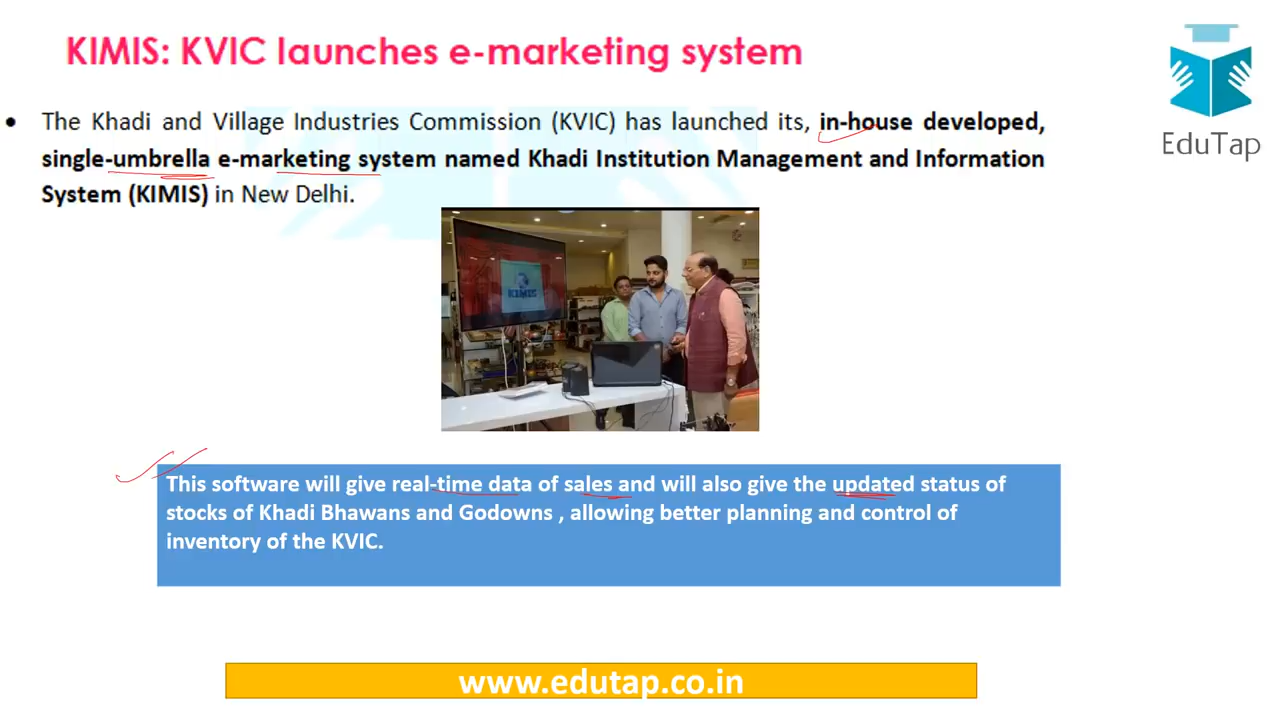 KIMIS: KVIC launches e-marketing system
EduTap
• The Khadi and Village Industries Commission (KVIC) has launched its, in-house developed,
single-umbrella e-marketing system named Khadi Institution Management and Information
System (KIMIS) in New Delhi.
KIMIS
This software will give real-time data of sales and will also give the updated status of
stocks of Khadi Bhawans and Godowns , allowing better planning and control of
inventory of the KVIC.
www.edutap.co.in